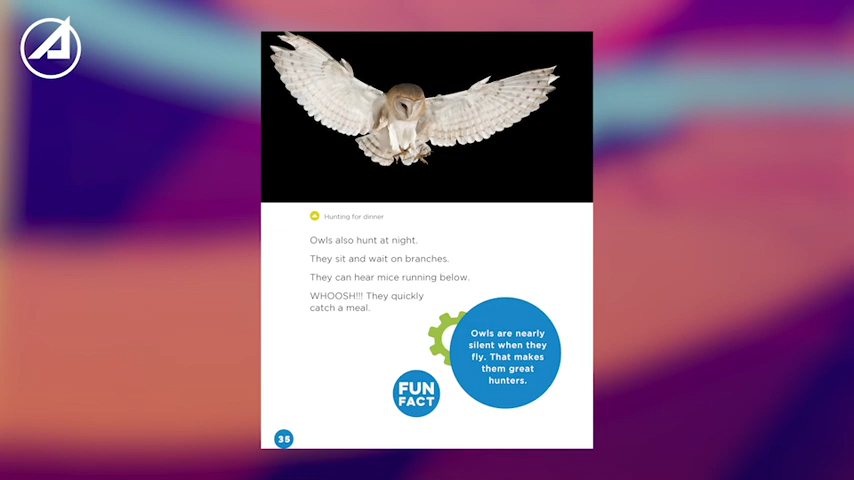 Hunting for dinner
Owls also hunt at night.
They sit and wait on branches.
They can hear mice running below.
WHOOSH!!! They quickly
catch a meal.
Owls are nearly
silent when they
fly. That makes
them great
hunters.
FUN
FACT
35